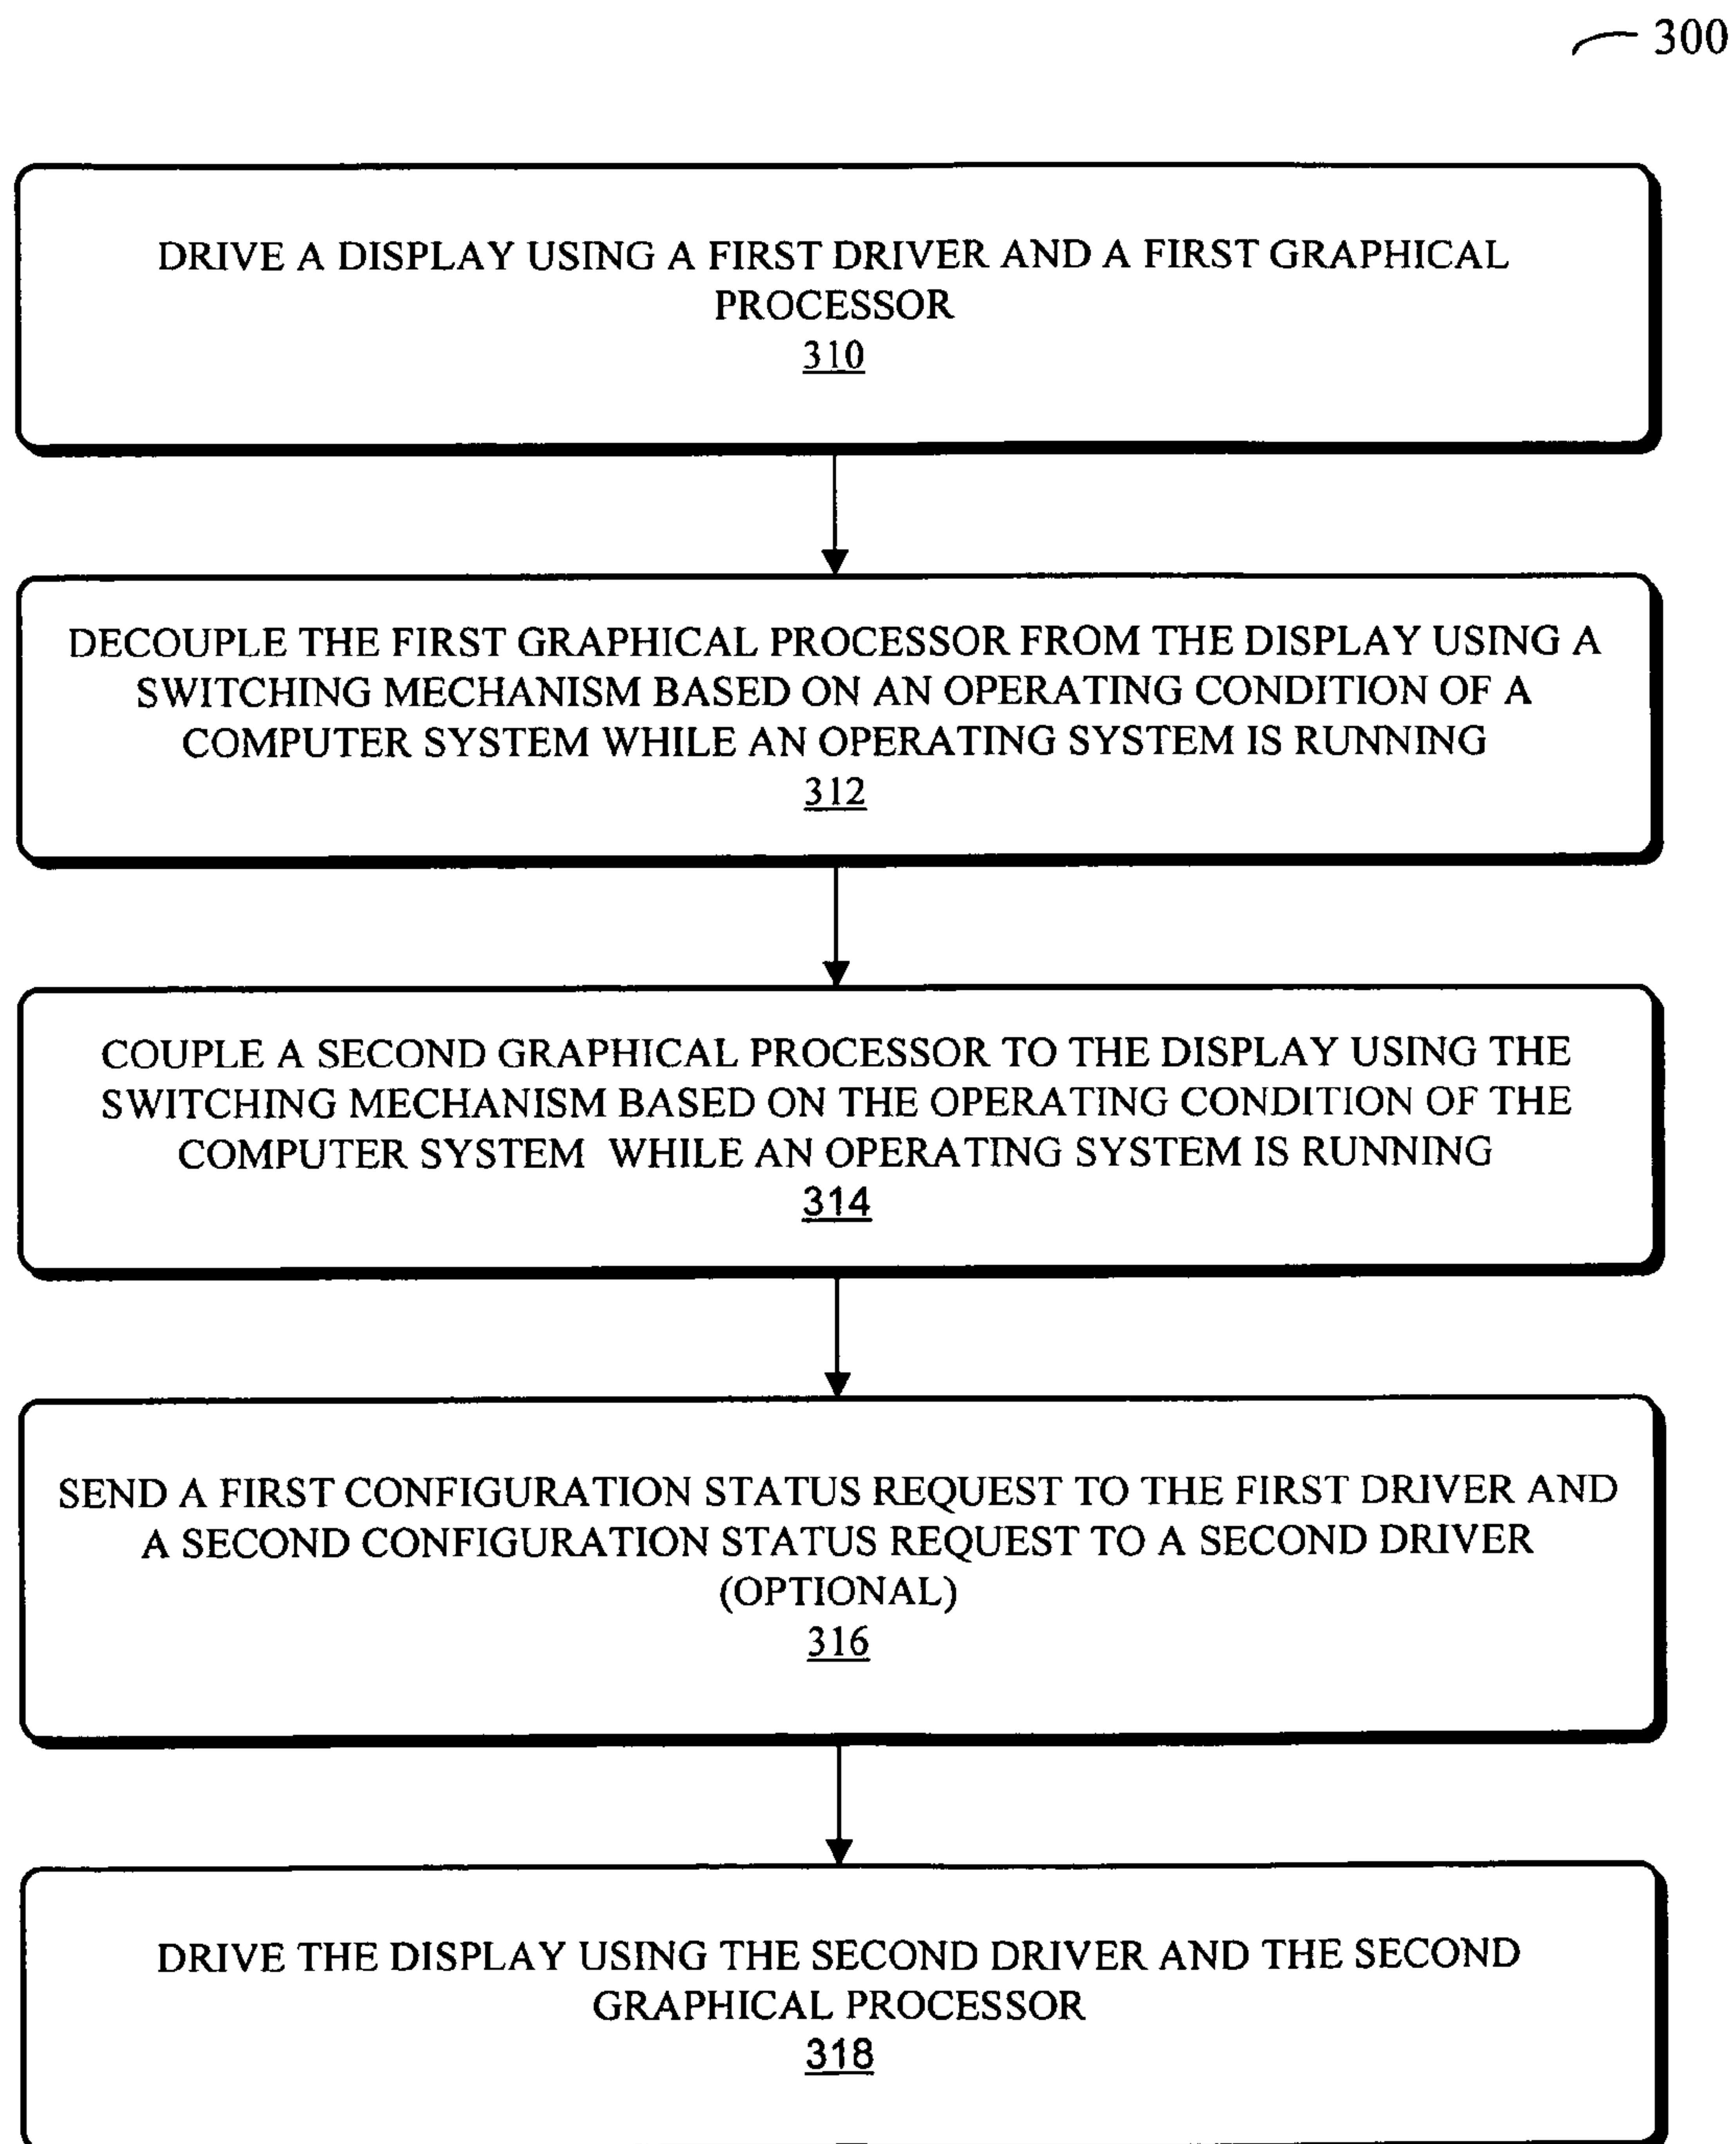 300
DRIVE A DISPLAY USING A FIRST DRIVER AND A FIRST GRAPHICAL
PROCESSOR
310
DECOUPLE THE FIRST GRAPHICAL PROCESSOR FROM THE DISPLAY USING A
SWITCHING MECHANISM BASED ON AN OPERATING CONDITION OF A
COMPUTER SYSTEM WHILE AN OPERATING SYSTEM IS RUNNING
312
COUPLE A SECOND GRAPHICAL PROCESSOR TO THE DISPLAY USING THE
SWITCHING MECHANISM BASED ON THE OPERATING CONDITION OF THE
COMPUTER SYSTEM WHILE AN OPERATING SYSTEM IS RUNNING
314
SEND A FIRST CONFIGURATION STATUS REQUEST TO THE FIRST DRIVER AND
A SECOND CONFIGURATION STATUS REQUEST TO A SECOND DRIVER
(OPTIONAL)
316
DRIVE THE DISPLAY USING THE SECOND DRIVER AND THE SECOND
GRAPHICAL PROCESSOR
318